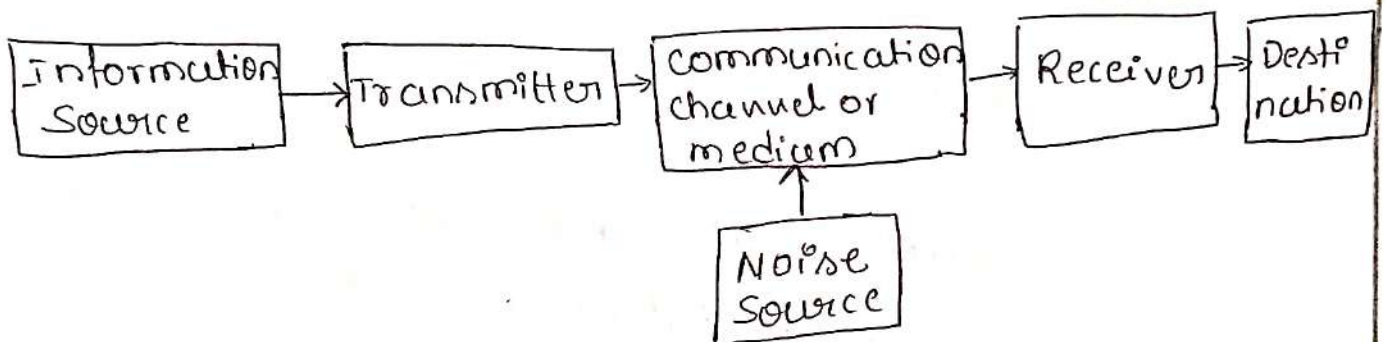 Information
Source
Transmitter
Communication
channel or
medium
Receiver
Desti
nation
Noise
Source